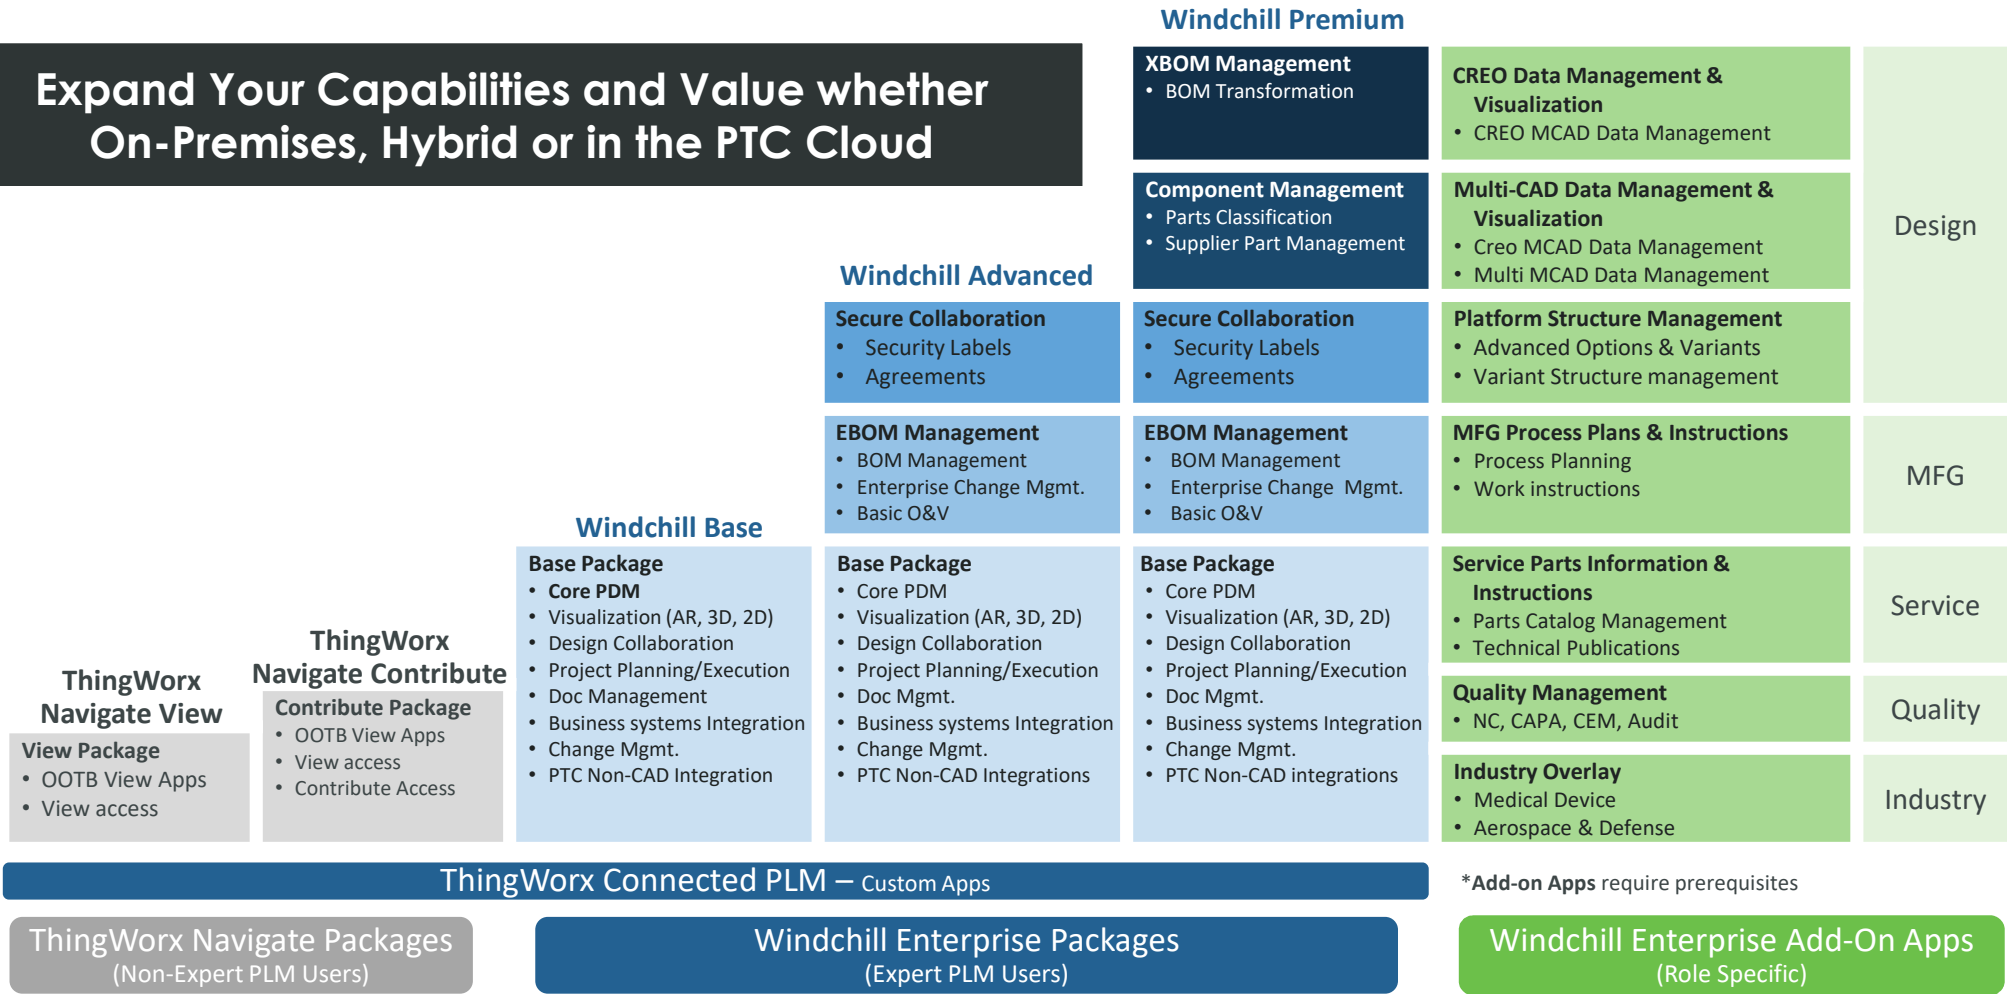 Expand Your Capabilities and Value whether
On-Premises, Hybrid or in the PTC Cloud
ThingWorx
Navigate View
View Package
• OOTB View Apps
• View access
ThingWorx
Navigate Contribute
Contribute Package
• OOTB View Apps
• View access
• Contribute Access
Windchill Base
Base Package
• Core PDM
• Visualization (AR, 3D, 2D)
• Design Collaboration
• Project Planning/Execution
• Doc Management
• Business systems Integration
• Change Mgmt.
• PTC Non-CAD Integration
Windchill Advanced
Secure Collaboration
• Security Labels
• Agreements
EBOM Management
• BOM Management
• Enterprise Change Mgmt.
• Basic O&V
Base Package
• Core PDM
• Visualization (AR, 3D, 2D)
• Design Collaboration
• Project Planning/Execution
• Doc Mgmt.
• Business systems Integration
• Change Mgmt.
• PTC Non-CAD Integrations
Windchill Premium
XBOM Management
• BOM Transformation
Component Management
• Parts Classification
• Supplier Part Management
Secure Collaboration
• Security Labels
• Agreements
EBOM Management
• BOM Management
• Enterprise Change Mgmt.
• Basic O&V
Base Package
• Core PDM
• Visualization (AR, 3D, 2D)
• Design Collaboration
• Project Planning/Execution
• Doc Mgmt.
• Business systems Integration
• Change Mgmt.
• PTC Non-CAD integrations
CREO Data Management &
Visualization
• CREO MCAD Data Management
Multi-CAD Data Management &
Visualization
• Creo MCAD Data Management
• Multi MCAD Data Management
Platform Structure Management
• Advanced Options & Variants
• Variant Structure management
Design
MFG Process Plans & Instructions
• Process Planning
• Work instructions
MFG
Service Parts Information &
Instructions
• Parts Catalog Management
• Technical Publications
Service
Quality Management
• NC, CAPA, CEM, Audit
Quality
Industry Overlay
• Medical Device
• Aerospace & Defense
Industry
ThingWorx Connected PLM – Custom Apps
*Add-on Apps require prerequisites
ThingWorx Navigate Packages
(Non-Expert PLM Users)
Windchill Enterprise Packages
(Expert PLM Users)
Windchill Enterprise Add-On Apps
(Role Specific)